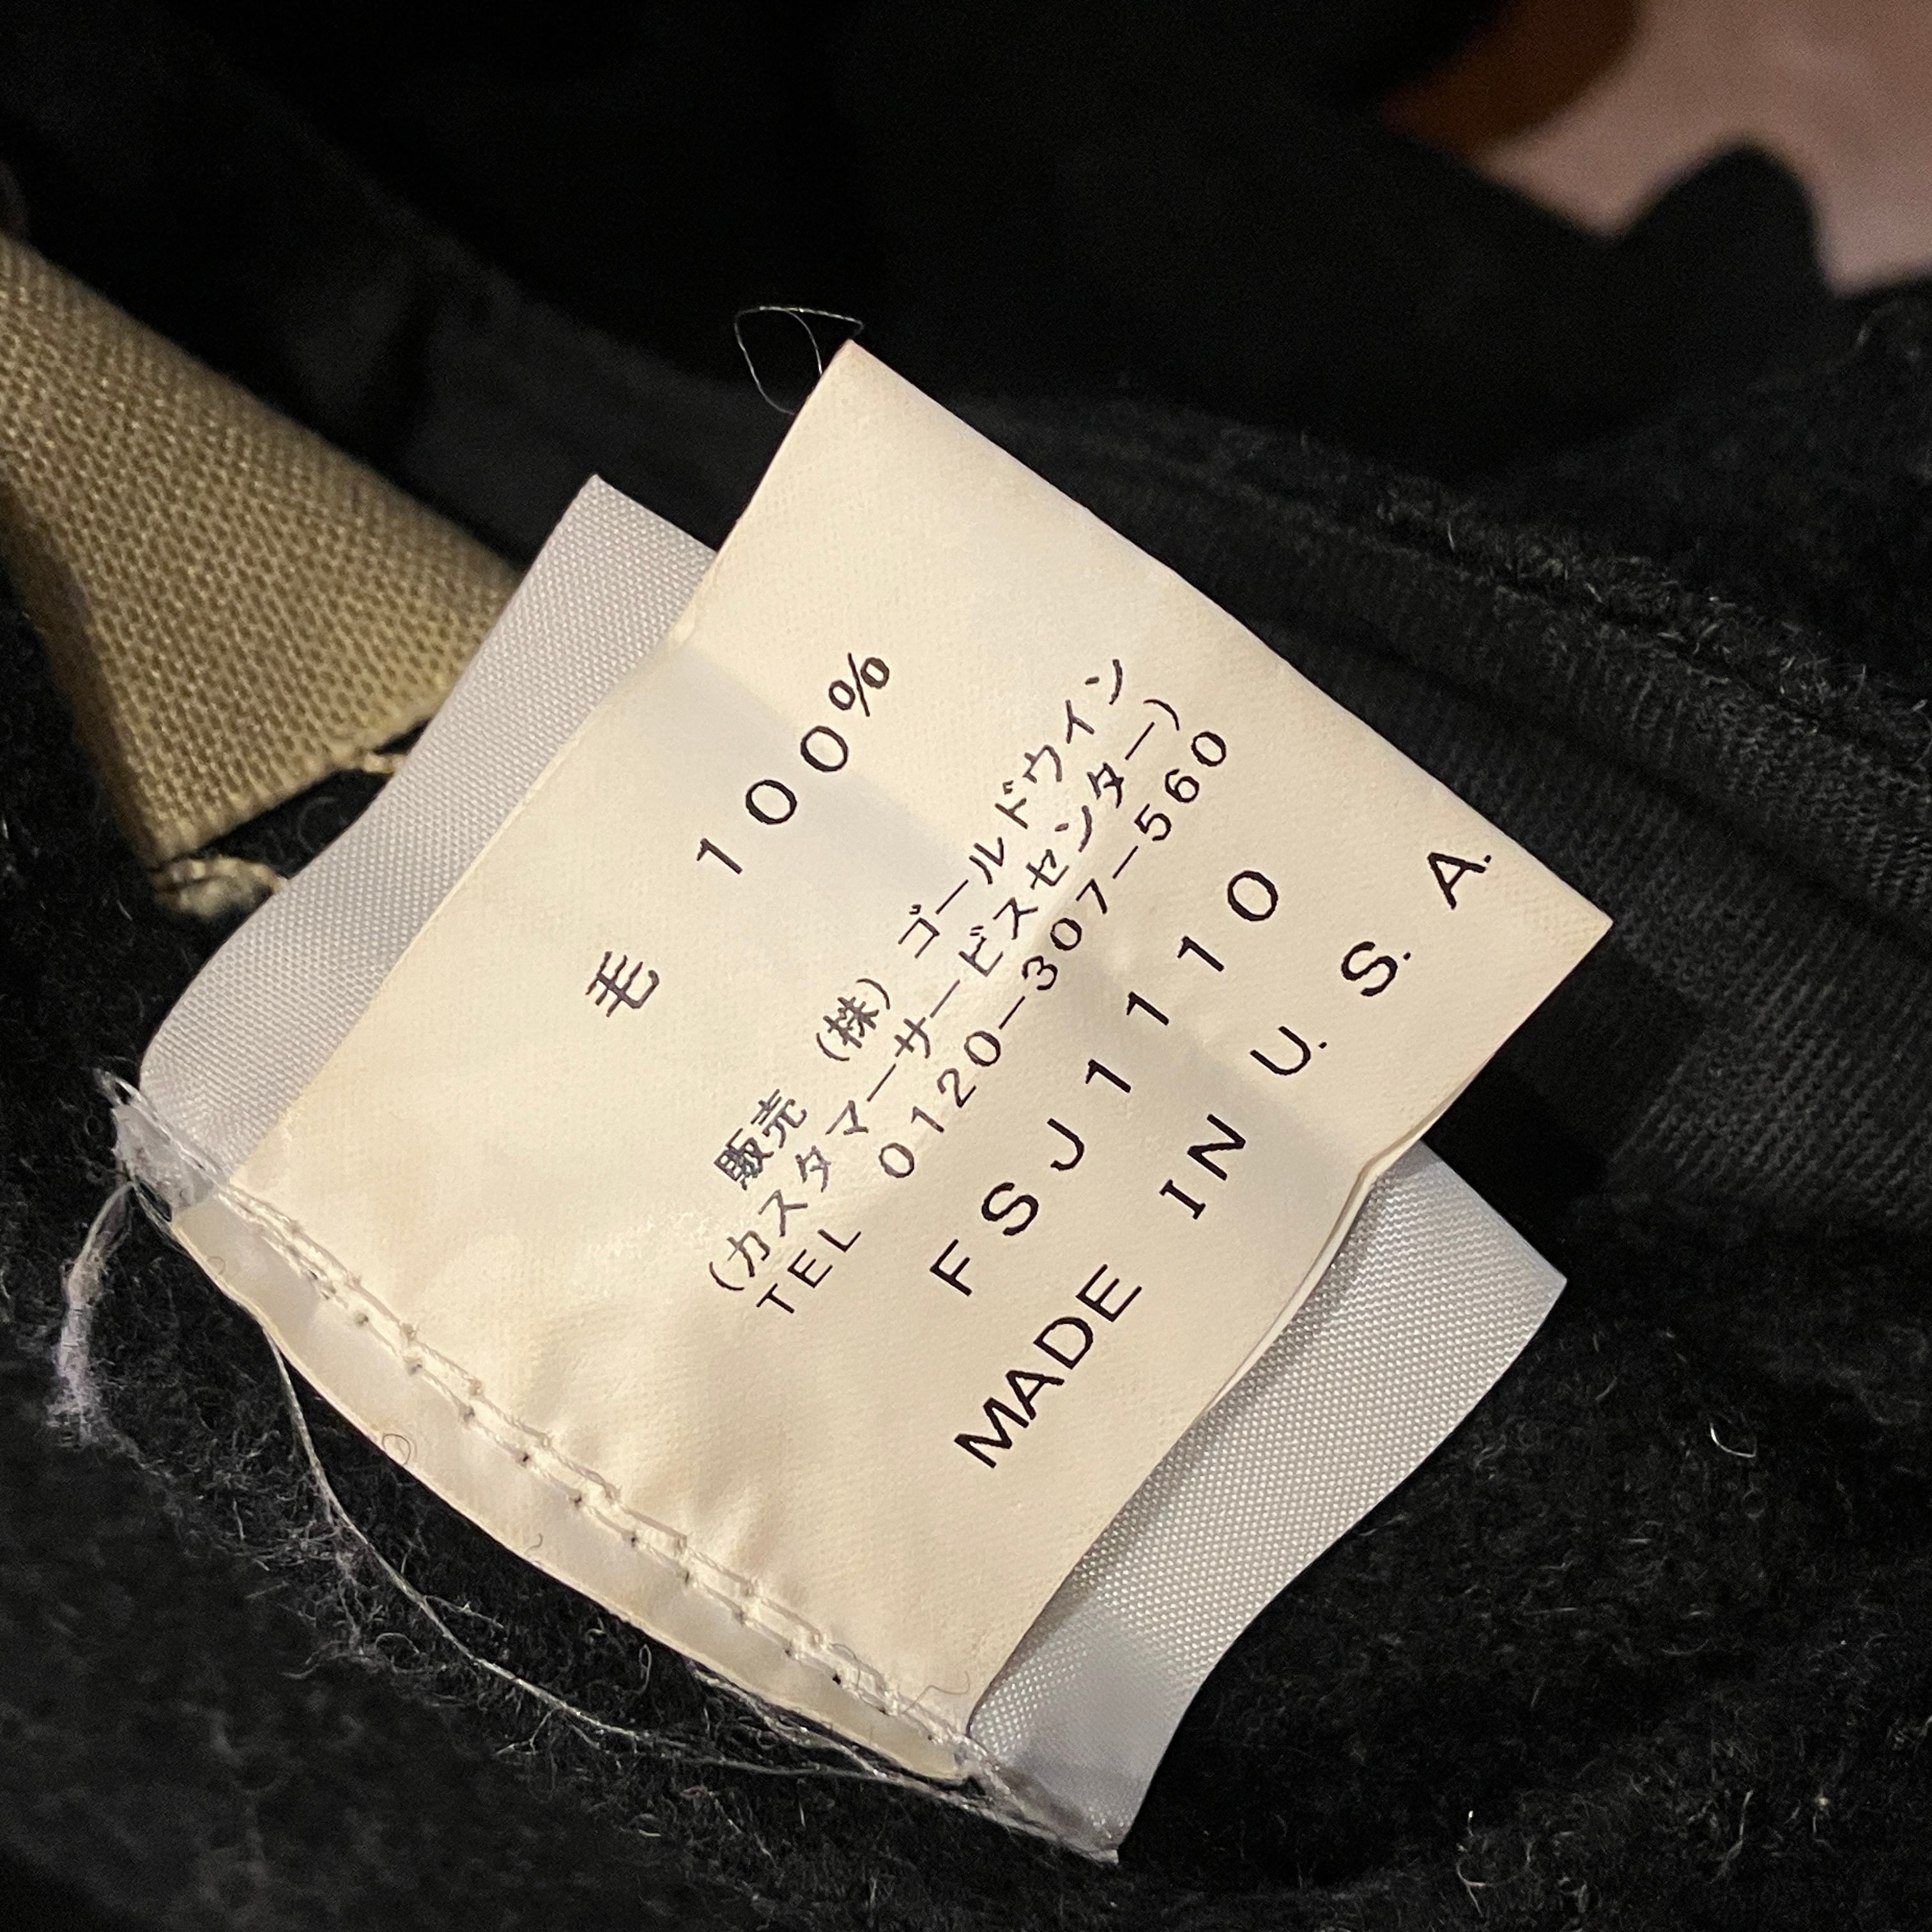 毛 100%
販売 (株) ゴールドウイン
(カスタマーサービスセンター)
TEL 0120—307—560
FSJ1110
MADE IN U. S. A.